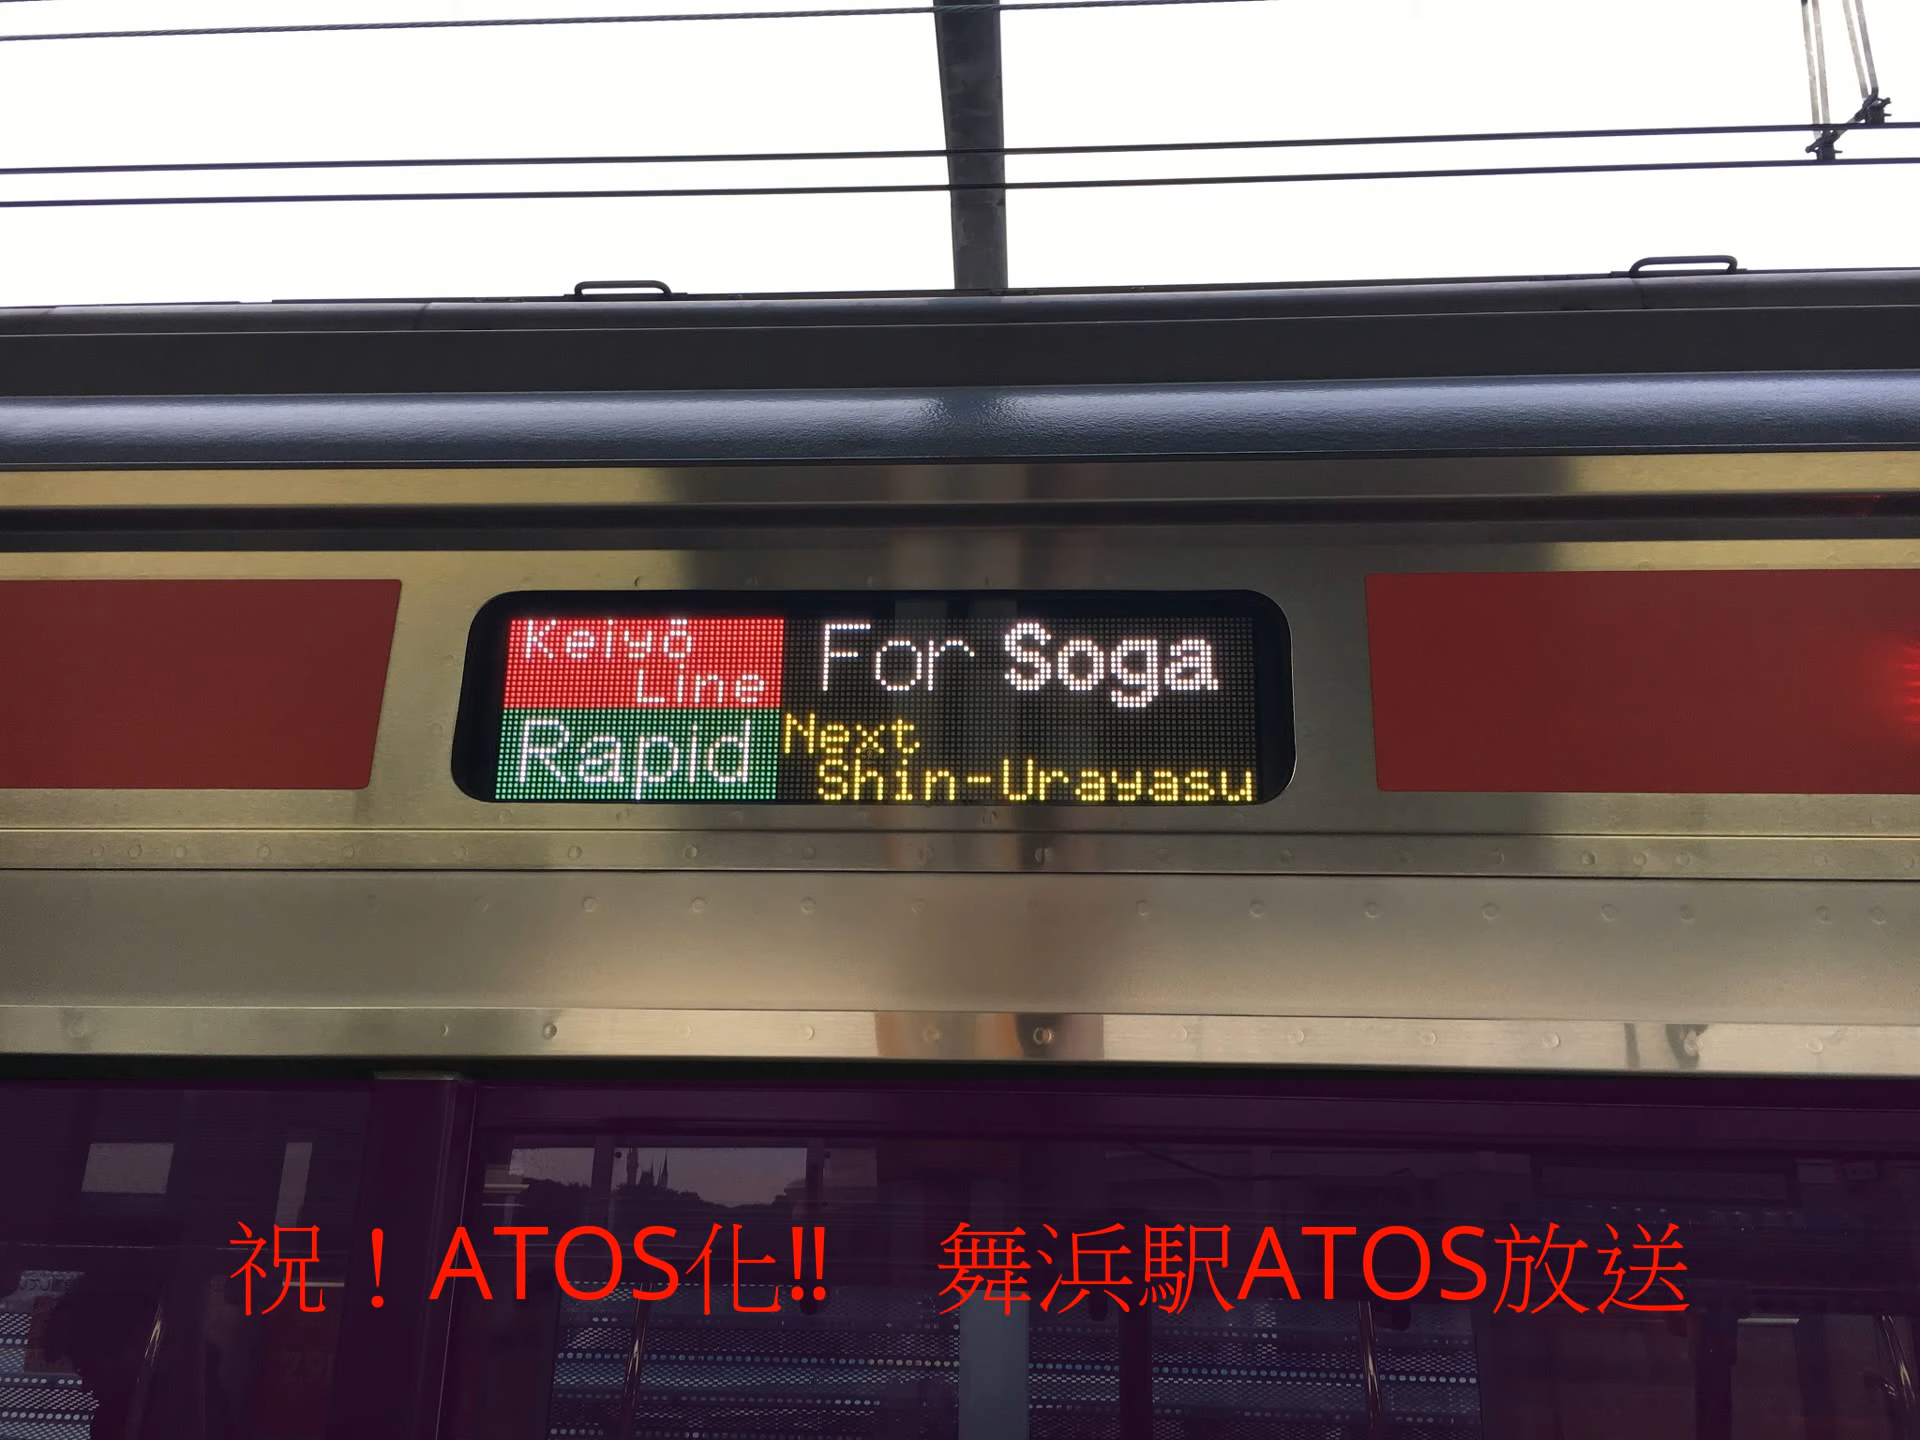 Keiyō
Line
For Soga
Rapid
Next
Shin-Urayasu
祝！ATOS化‼　舞浜駅ATOS放送